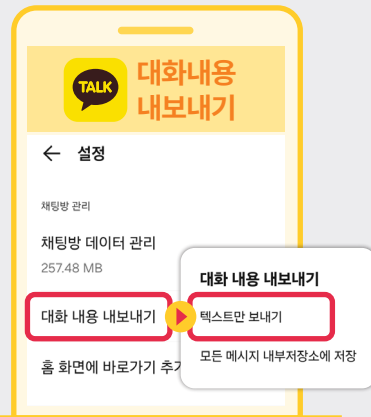 TALK
대화내용
내보내기
← 설정
채팅방 관리
채팅방 데이터 관리
257.48 MB
대화 내용 내보내기
홈 화면에 바로가기
대화 내용 내보내기
텍스트만 보내기
모든 메시지 내부저장소에 저장